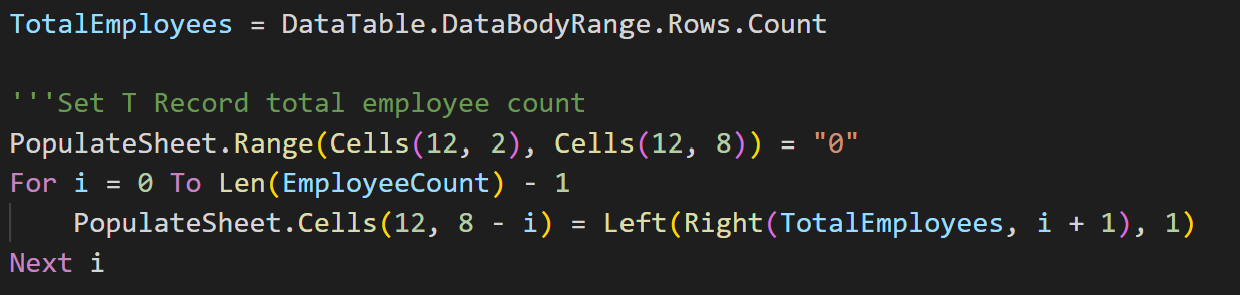 TotalEmployees = DataTable.DataBodyRange.Rows.Count
'''Set T Record total employee count
PopulateSheet.Range(Cells(12, 2), Cells(12, 8)) = "0"
For i = 0 To Len(EmployeeCount) - 1
    PopulateSheet.Cells(12, 8 - i) = Left(Right(TotalEmployees, i + 1), 1)
Next i